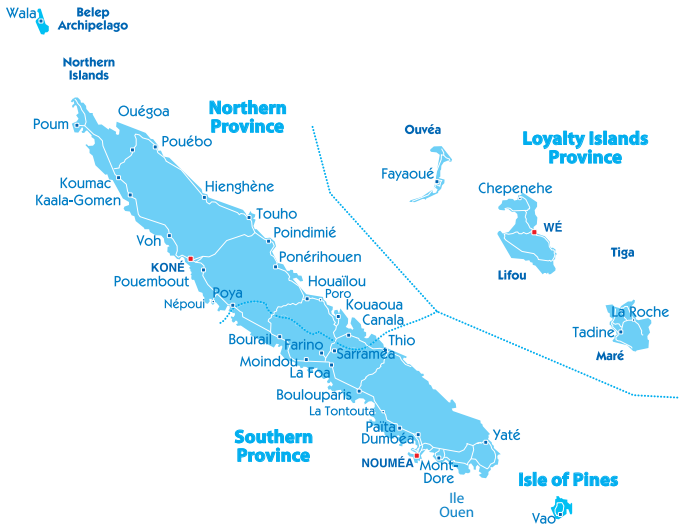 Wala
Belep
Archipelago
Northern
Islands
Ouégoa
Northern
Province
Poum
Pouébo
Ouvéa
Loyalty Islands
Province
Fayaoué
Koumac
Hienghène
Chepenehe
Kaala-Gomen
Touho
WÉ
Voh
Poindimié
Tiga
KONÉ
Ponérihouen
Lifou
Pouembout
Houaïlou
Poya
Poro
Népoui
Kouaoua
La Roche
Canala
Tadine
Bourail
Farino
Thio
Sarraméa
Maré
Moindou
La Foa
Boulouparis
La Tontouta
Païta
Dumbéa
Yaté
Southern
Province
NOUMÉA
Mont-
Dore
Isle of Pines
Ile
Ouen
Vao